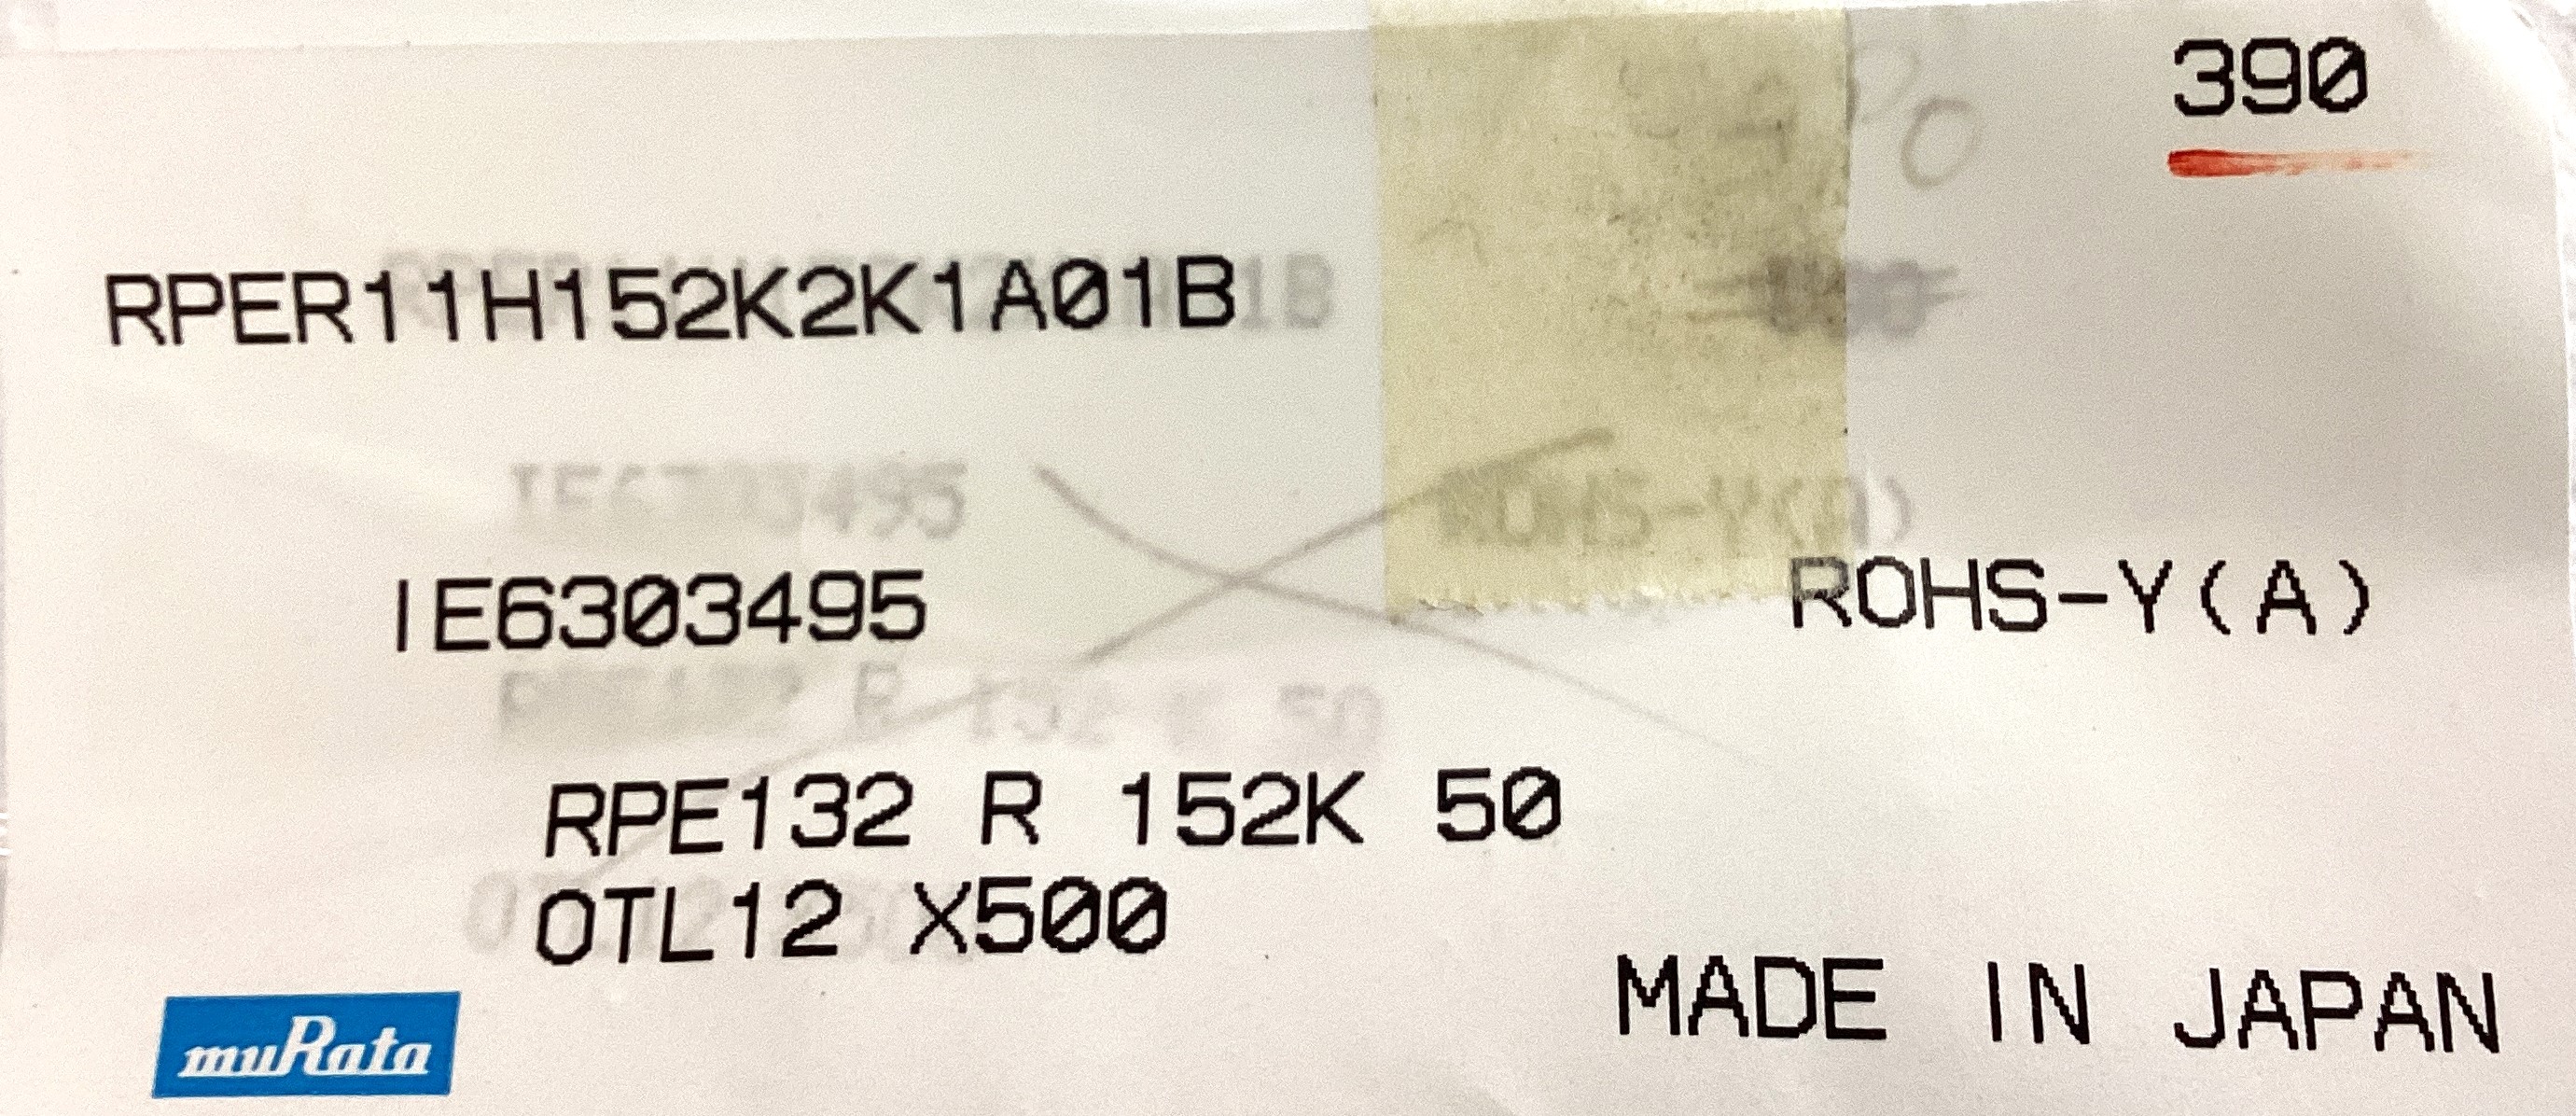 390
RPER11H152K2K1A01B
IE6303495
ROHS-Y(A)
RPE132 R 152K 50
OTL12 X500
MADE IN JAPAN
muRata